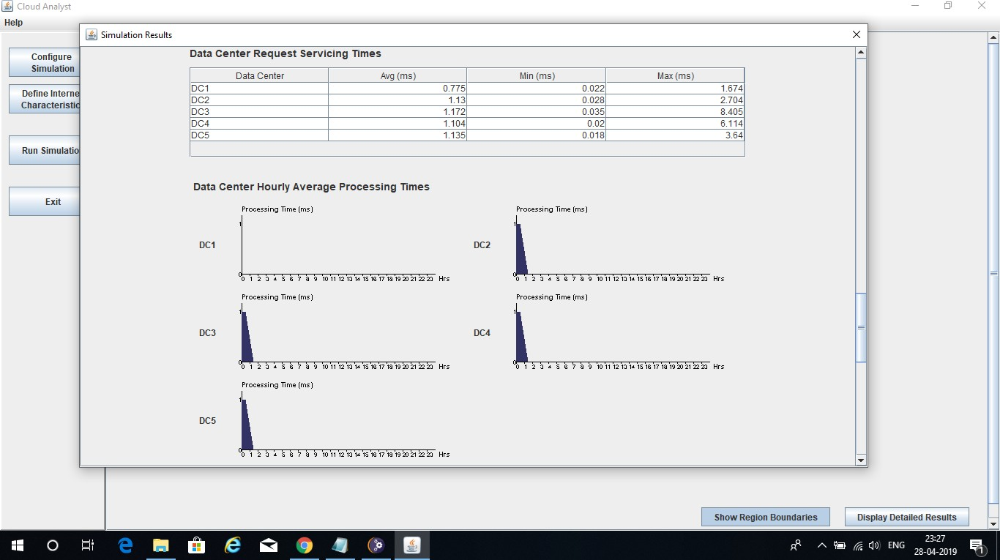 Cloud Analyst
Help
Simulation Results
Configure
Simulation
Define Interne
Characteristic
Run Simulatio
Exit
Data Center Request Servicing Times
Data Center Avg (ms) Min (ms) Max (ms)
DC1 0.775 0.022 1.674
DC2 1.13 0.028 2.704
DC3 1.172 0.035 8.405
DC4 1.104 0.02 6.114
DC5 1.135 0.018 3.64
Data Center Hourly Average Processing Times
Processing Time (ms) Processing Time (ms)
1 1
DC1 DC2
0 0
0 1 2 3 4 5 6 7 8 9 10 11 12 13 14 15 16 17 18 19 20 21 22 23 Hrs 0 1 2 3 4 5 6 7 8 9 10 11 12 13 14 15 16 17 18 19 20 21 22 23 Hrs
Processing Time (ms) Processing Time (ms)
1 1
DC3 DC4
0 0
0 1 2 3 4 5 6 7 8 9 10 11 12 13 14 15 16 17 18 19 20 21 22 23 Hrs 0 1 2 3 4 5 6 7 8 9 10 11 12 13 14 15 16 17 18 19 20 21 22 23 Hrs
Processing Time (ms)
1
DC5
0
0 1 2 3 4 5 6 7 8 9 10 11 12 13 14 15 16 17 18 19 20 21 22 23 Hrs
Show Region Boundaries Display Detailed Results
ENG
23:27
28-04-2019
1